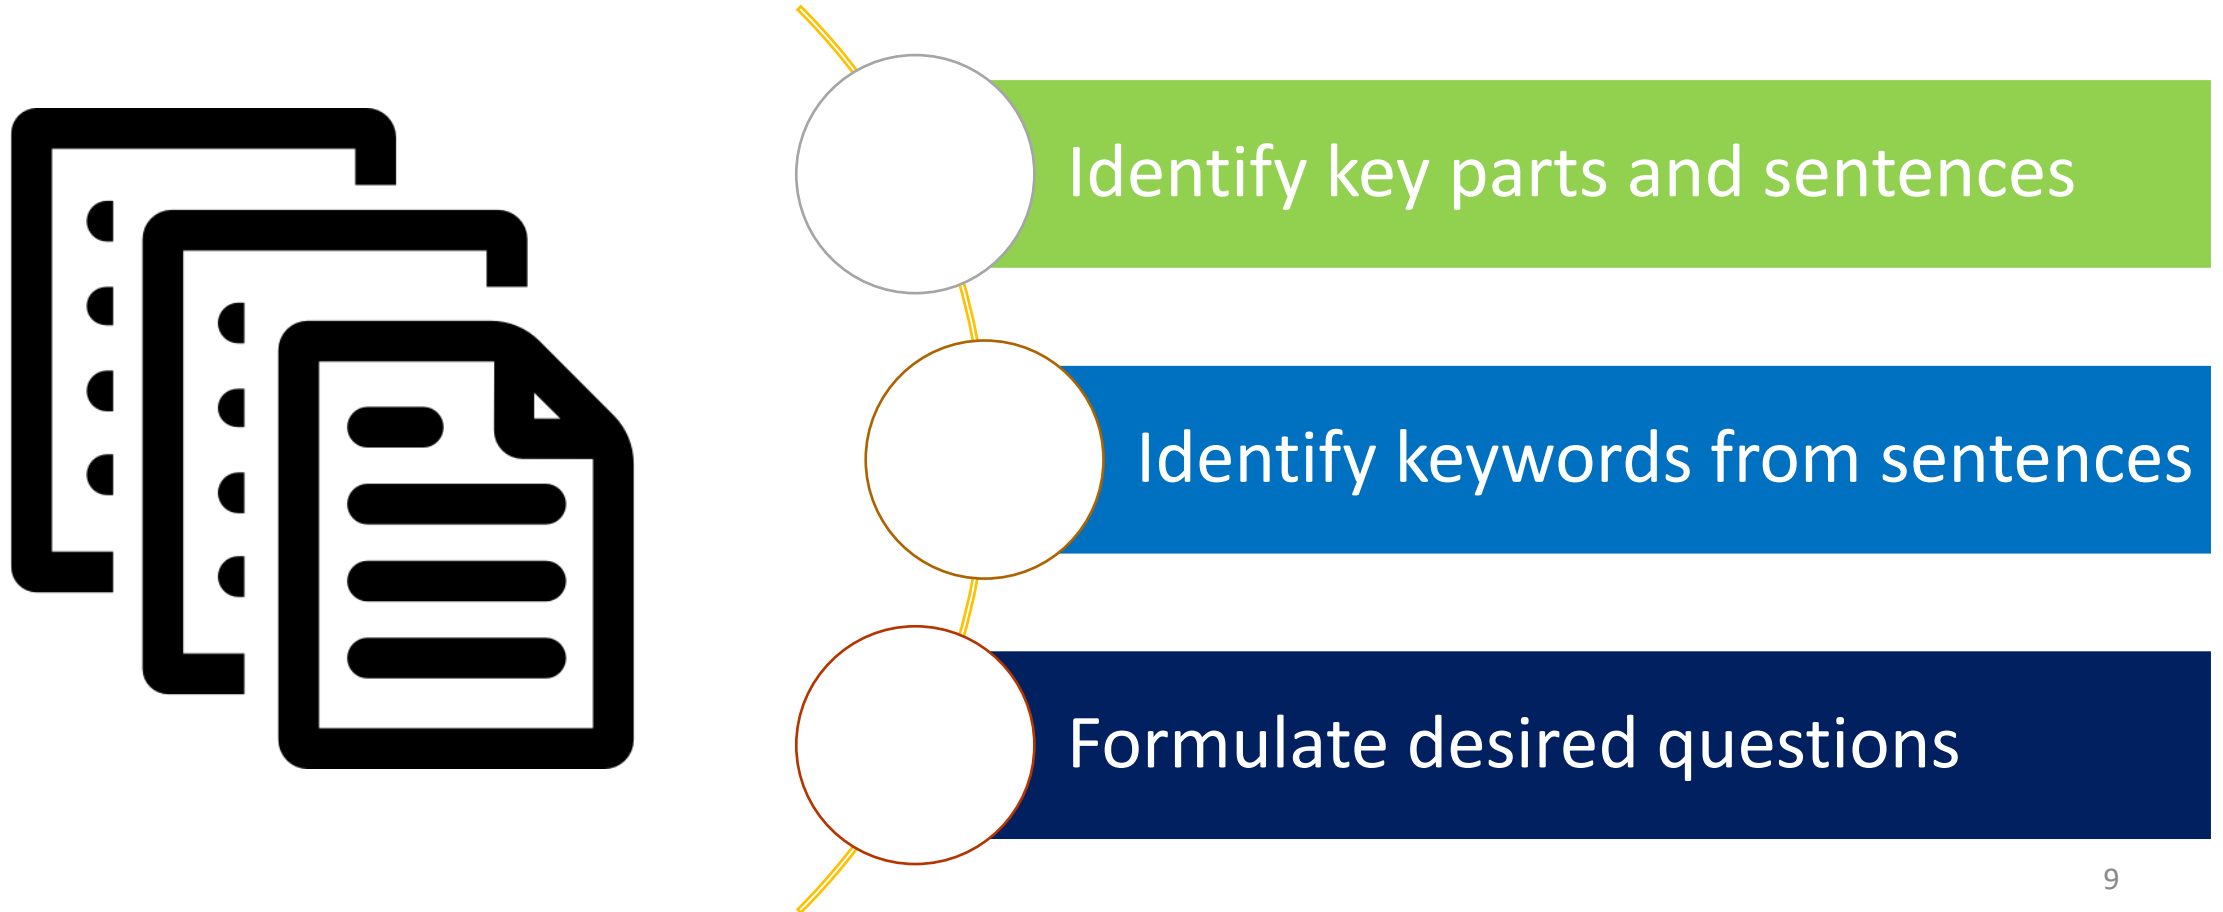 Identify key parts and sentences
Identify keywords from sentences
Formulate desired questions
9